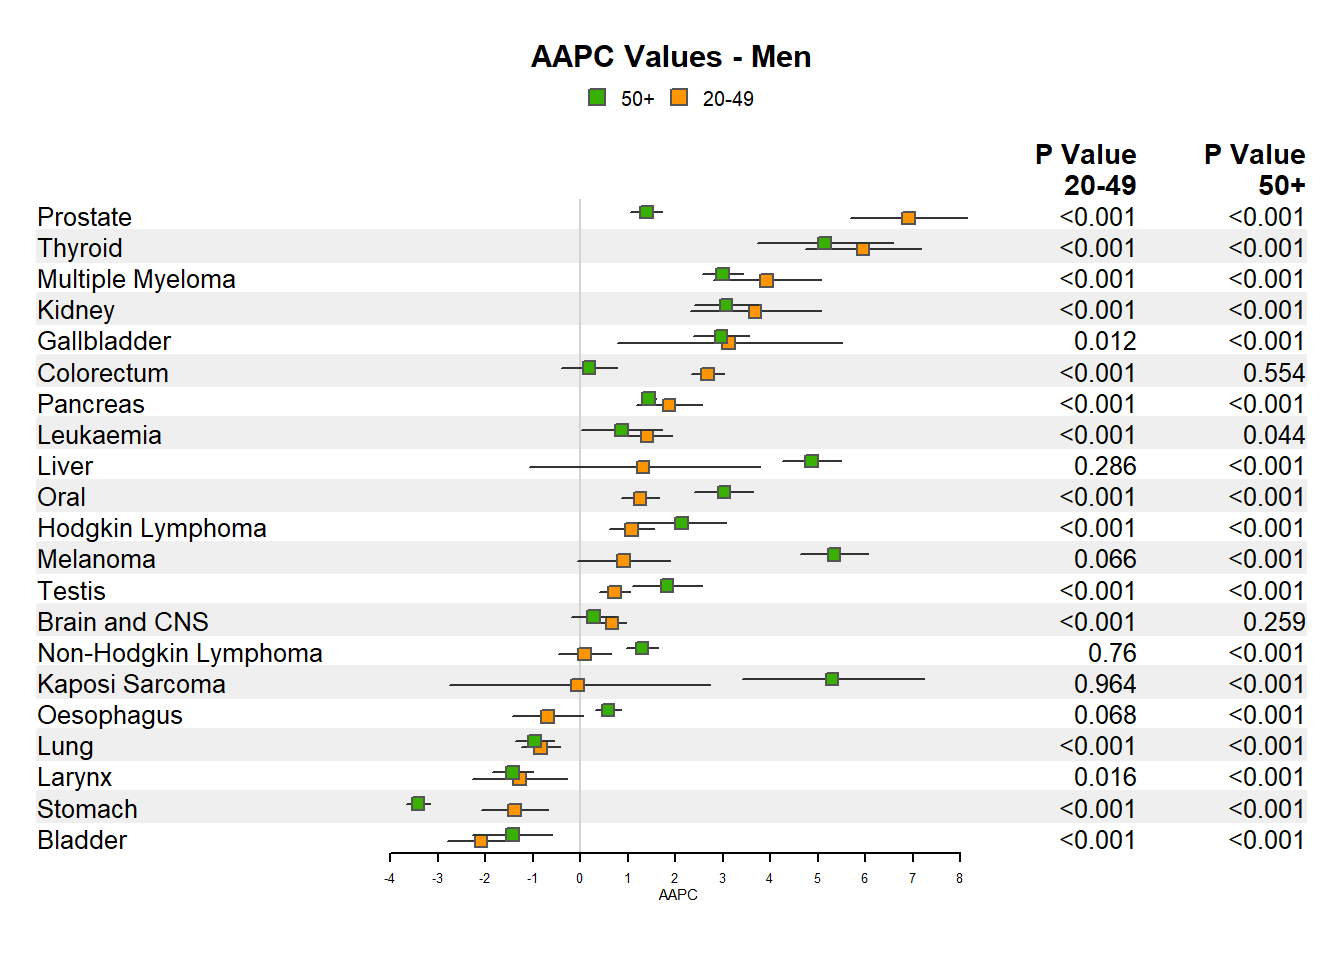 AAPC Values - Men
50+ 20-49
P Value P Value
20-49 50+
Prostate <0.001 <0.001
Thyroid <0.001 <0.001
Multiple Myeloma <0.001 <0.001
Kidney <0.001 <0.001
Gallbladder 0.012 <0.001
Colorectum <0.001 0.554
Pancreas <0.001 <0.001
Leukaemia <0.001 0.044
Liver 0.286 <0.001
Oral <0.001 <0.001
Hodgkin Lymphoma <0.001 <0.001
Melanoma 0.066 <0.001
Testis <0.001 <0.001
Brain and CNS <0.001 0.259
Non-Hodgkin Lymphoma 0.76 <0.001
Kaposi Sarcoma 0.964 <0.001
Oesophagus 0.068 <0.001
Lung <0.001 <0.001
Larynx 0.016 <0.001
Stomach <0.001 <0.001
Bladder <0.001 <0.001
-4 -3 -2 -1 0 1 2 3 4 5 6 7 8
AAPC